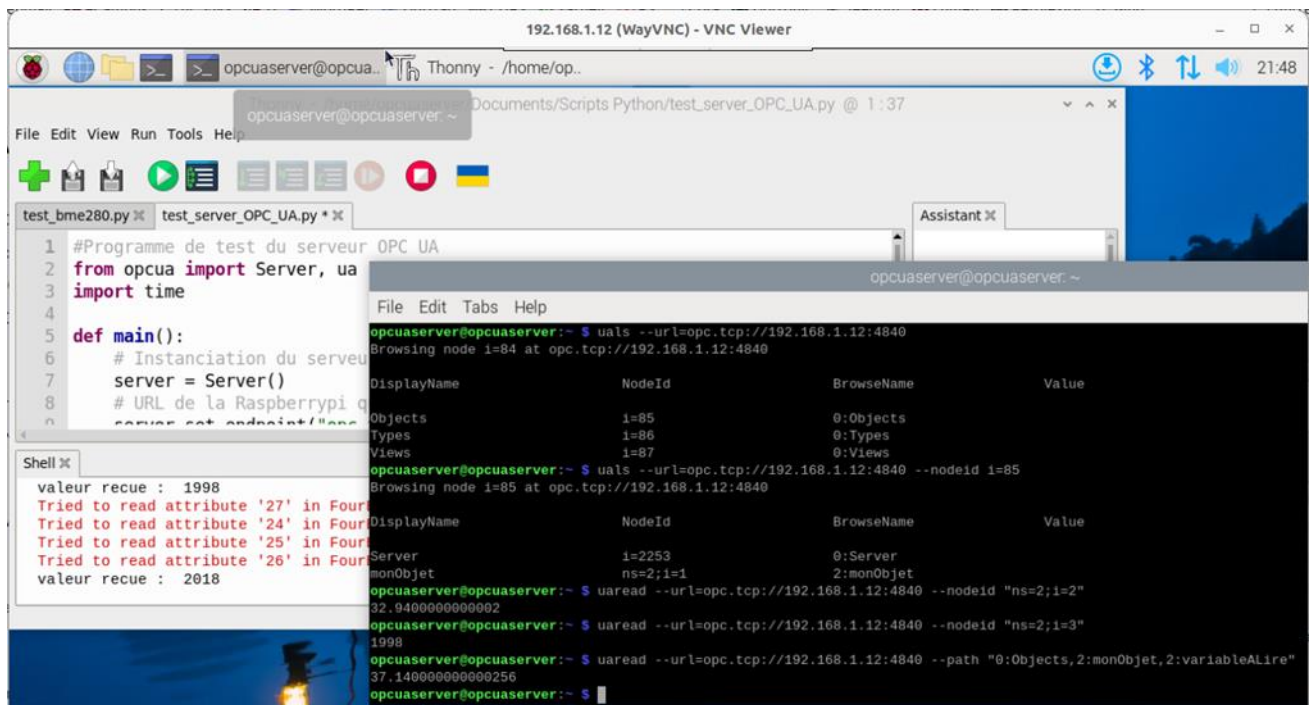 192.168.1.12 (WayVNC) - VNC Viewer
opcuaserver@opcua.. Thonny - /home/op.. 21:48
Documents/Scripts Python/test_server_OPC_UA.py @ 1:37
opcuaserver@opcuaserver: ~
File Edit View Run Tools Help
test_bme280.py test_server_OPC_UA.py * Assistant
1 #Programme de test du serveur OPC UA
2 from opcua import Server, ua
3 import time
4
5 def main():
6 # Instanciation du serveu
7 server = Server()
8 # URL de la Raspberrypi q
server.set_endpoint("opc
Shell
valeur recue : 1998
Tried to read attribute '27' in Four
Tried to read attribute '24' in Four
Tried to read attribute '25' in Four
Tried to read attribute '26' in Four
valeur recue : 2018
opcuaserver@opcuaserver: ~
File Edit Tabs Help
opcuaserver@opcuaserver:~ $ uals --url=opc.tcp://192.168.1.12:4840
Browsing node i=84 at opc.tcp://192.168.1.12:4840
DisplayName NodeId BrowseName Value
Objects i=85 0:Objects
Types i=86 0:Types
Views i=87 0:Views
opcuaserver@opcuaserver:~ $ uals --url=opc.tcp://192.168.1.12:4840 --nodeid i=85
Browsing node i=85 at opc.tcp://192.168.1.12:4840
DisplayName NodeId BrowseName Value
Server i=2253 0:Server
monObjet ns=2;i=1 2:monObjet
opcuaserver@opcuaserver:~ $ uaread --url=opc.tcp://192.168.1.12:4840 --nodeid "ns=2;i=2"
32.9400000000002
opcuaserver@opcuaserver:~ $ uaread --url=opc.tcp://192.168.1.12:4840 --nodeid "ns=2;i=3"
1998
opcuaserver@opcuaserver:~ $ uaread --url=opc.tcp://192.168.1.12:4840 --path "0:Objects,2:monObjet,2:variableALire"
37.140000000000256
opcuaserver@opcuaserver:~ $